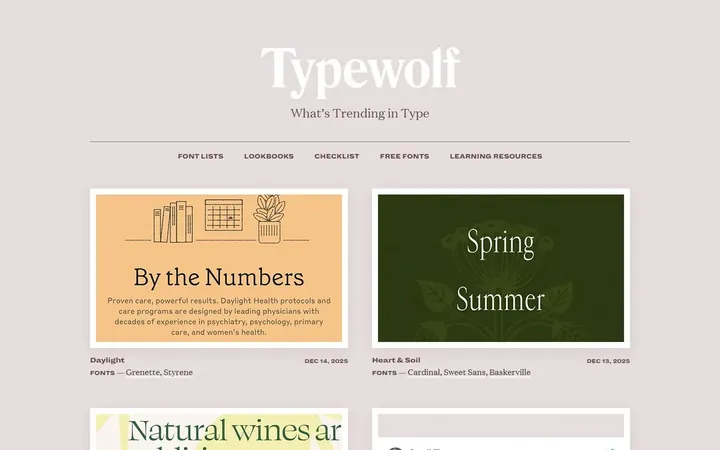 Typewolf
What's Trending in Type
FONT LISTS LOOKBOOKS CHECKLIST FREE FONTS LEARNING RESOURCES
By the Numbers
Proven care, powerful results. Daylight Health protocols and
care programs are designed by leading physicians with
decades of experience in psychiatry, psychology, primary
care, and women's health.
Spring
Summer
Daylight DEC 14, 2025
FONTS — Grenette, Styrene
Heart & Soil DEC 13, 2025
FONTS — Cardinal, Sweet Sans, Baskerville
Natural wines ar